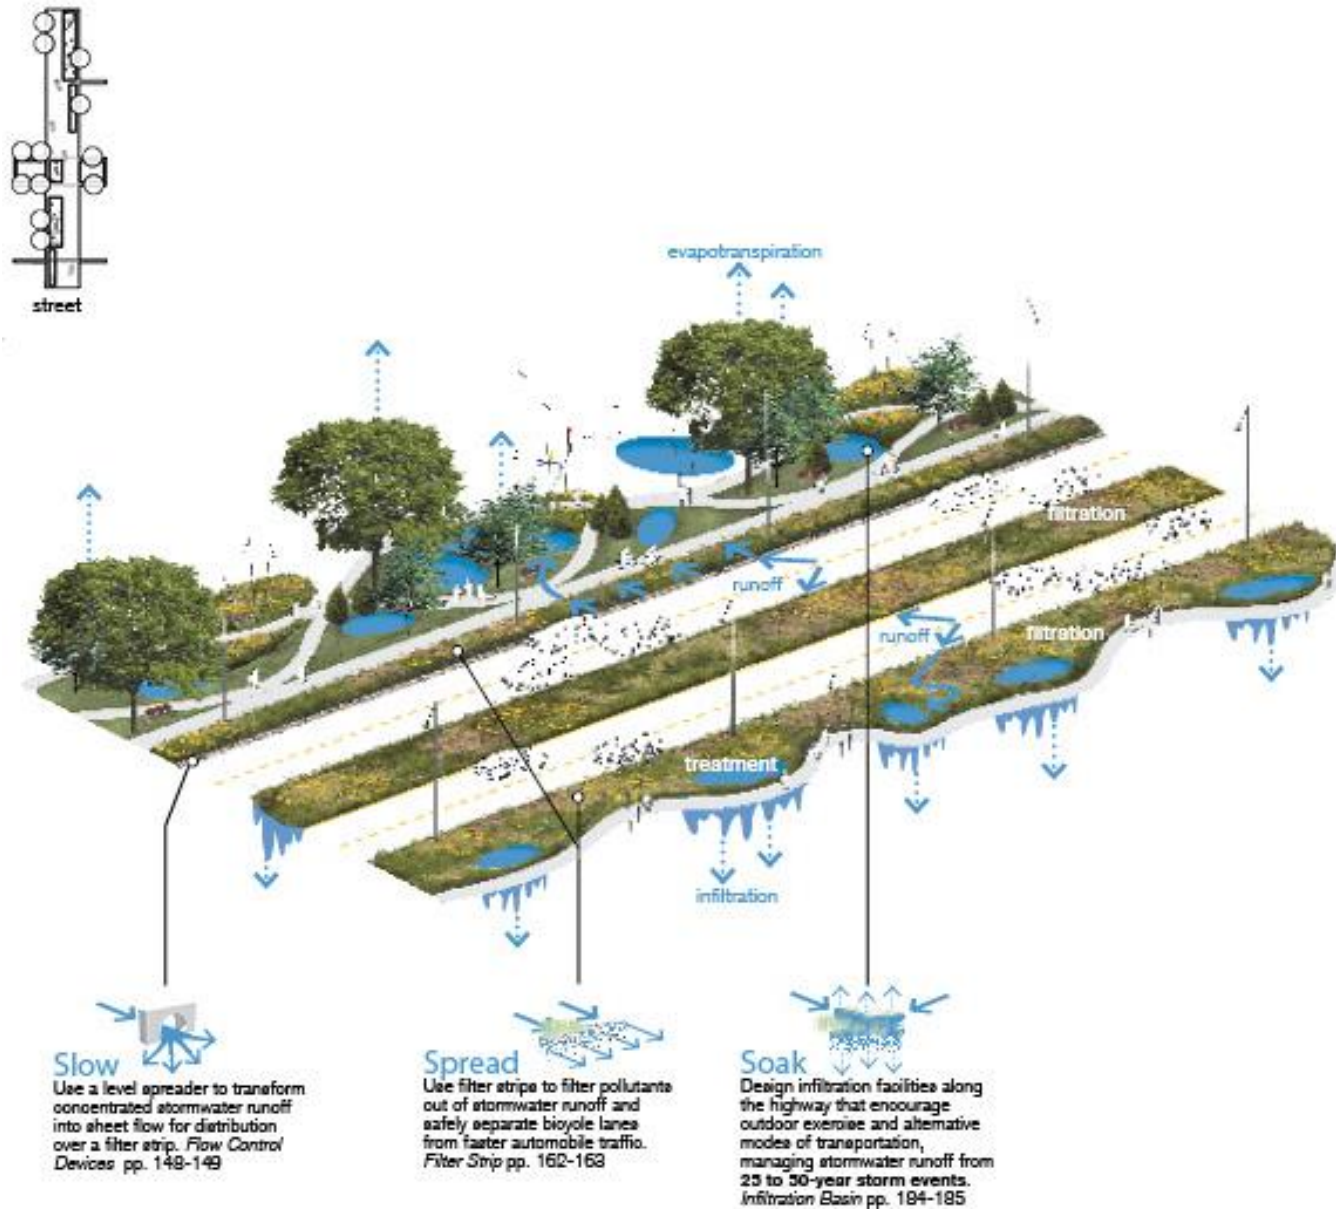 street
evapotranspiration
filtration
runoff
runoff
filtration
treatment
infiltration
Slow
Use a level spreader to transform
concentrated stormwater runoff
into sheet flow for distribution
over a filter strip. Flow Control
Devices pp. 148-149
Spread
Use filter strips to filter pollutants
out of stormwater runoff and
safely separate bicycle lanes
from faster automobile traffic.
Filter Strip pp. 162-163
Soak
Design infiltration facilities along
the highway that encourage
outdoor exercise and alternative
modes of transportation,
managing stormwater runoff from
25 to 50-year storm events.
Infiltration Basin pp. 184-185